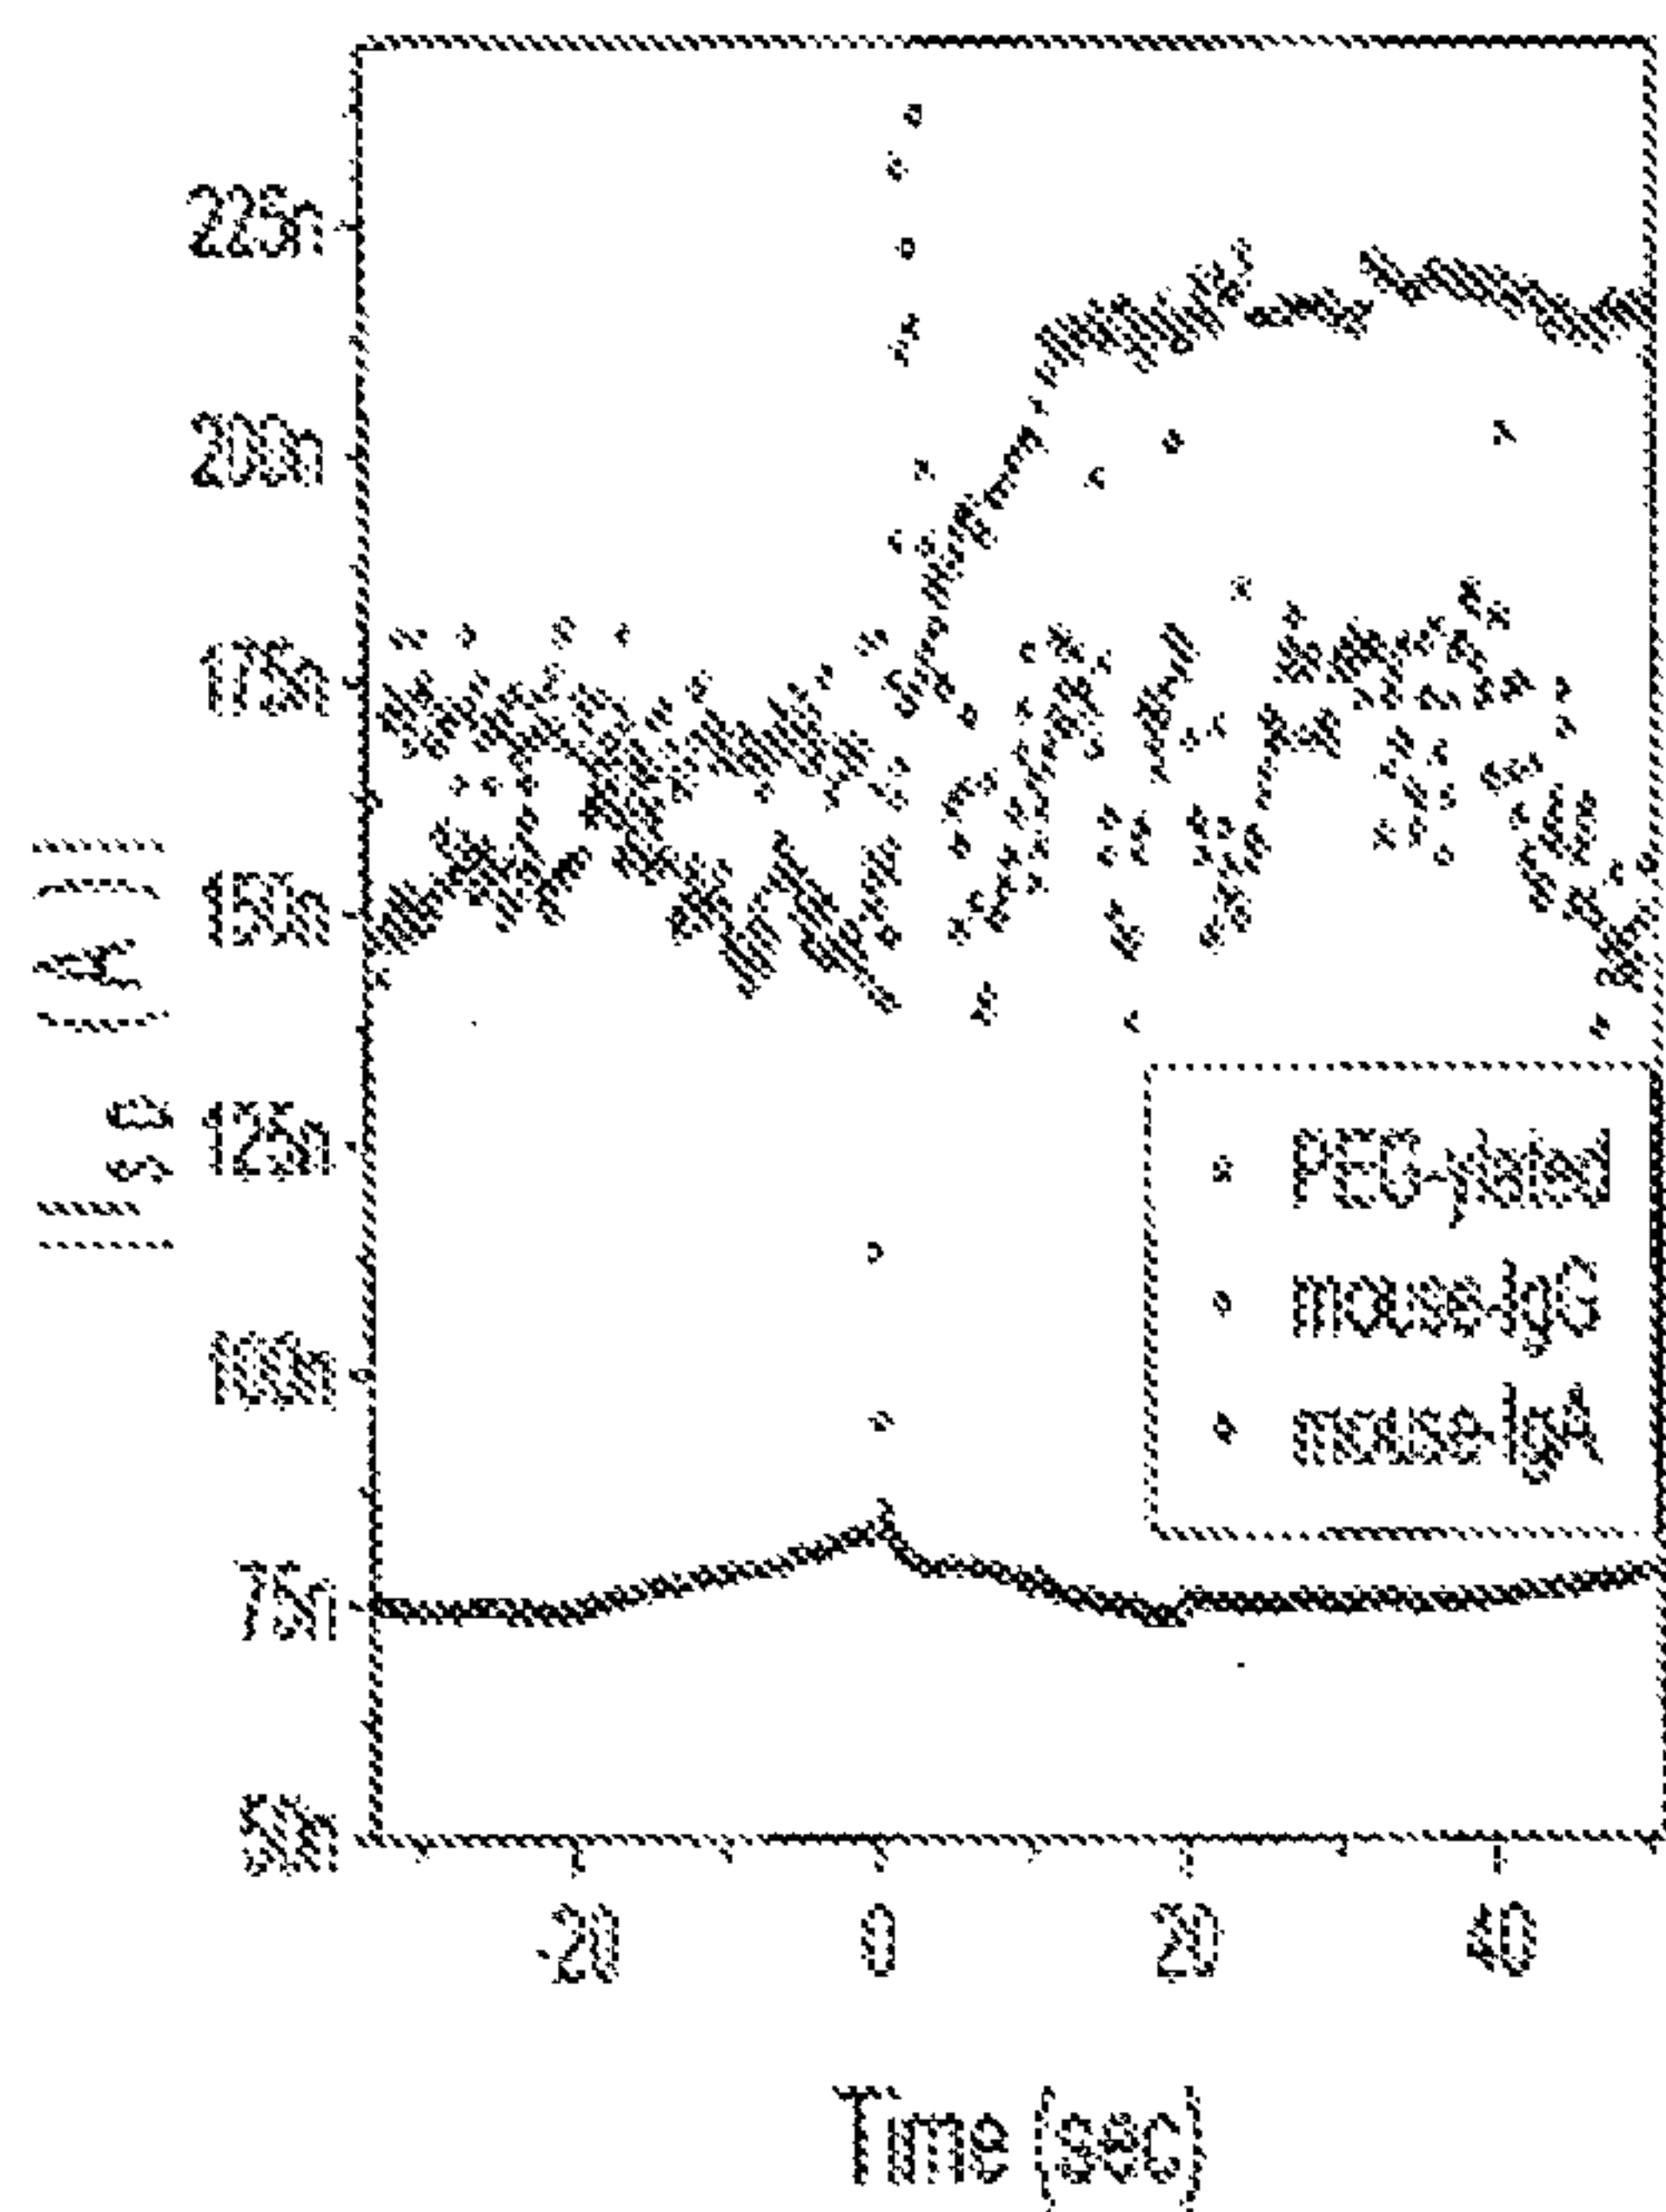 225n
200n
175n
150n
125n
100n
75n
50n
| I s d ( A ) |
PEG-ylated
mouse-IgG
mouse-IgA
-20 0 20 40
Time (sec)